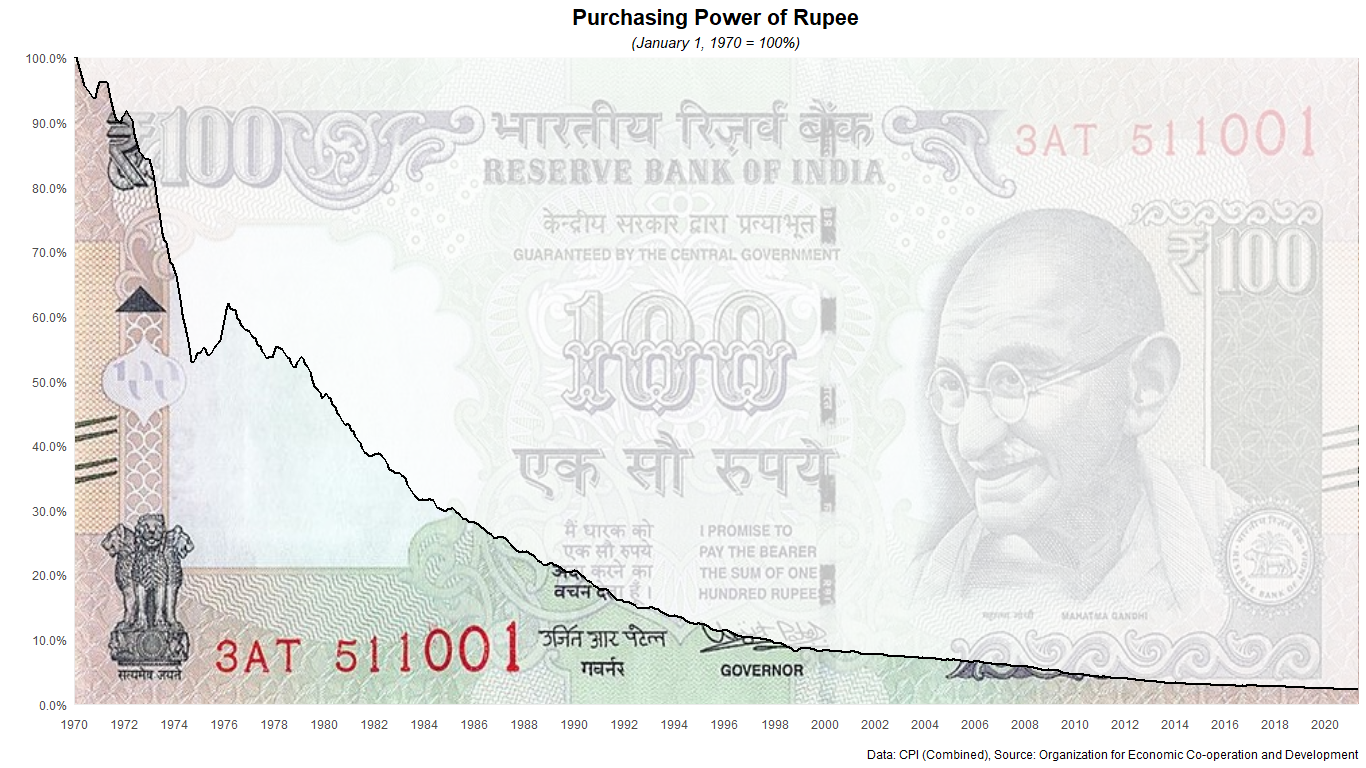 Purchasing Power of Rupee
(January 1, 1970 = 100%)
100.0%
90.0%
80.0%
70.0%
60.0%
50.0%
40.0%
30.0%
20.0%
10.0%
0.0%
₹100
भारतीय रिज़र्व बैंक
RESERVE BANK OF INDIA
3AT 511001
केन्द्रीय सरकार द्वारा प्रत्याभूत
GUARANTEED BY THE CENTRAL GOVERNMENT
₹100
100
१००
एक सौ रुपये
मैं धारक को
एक सौ रुपये
अदा करने का
वचन देता हूँ।
I PROMISE TO
PAY THE BEARER
THE SUM OF ONE
HUNDRED RUPEES
महात्मा गांधी
MAHATMA GANDHI
3AT 511001
उर्जित आर पटेल
गवर्नर
GOVERNOR
सत्यमेव जयते
1970 1972 1974 1976 1978 1980 1982 1984 1986 1988 1990 1992 1994 1996 1998 2000 2002 2004 2006 2008 2010 2012 2014 2016 2018 2020
Data: CPI (Combined), Source: Organization for Economic Co-operation and Development